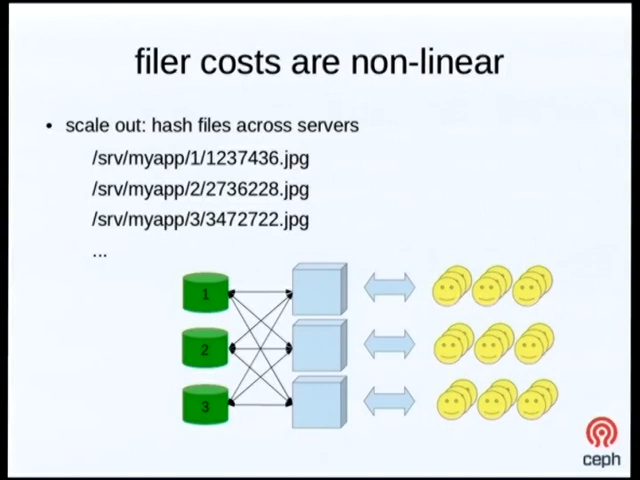 filer costs are non-linear
• scale out: hash files across servers
/srv/myapp/1/1237436.jpg
/srv/myapp/2/2736228.jpg
/srv/myapp/3/3472722.jpg
...
1
2
3
ceph